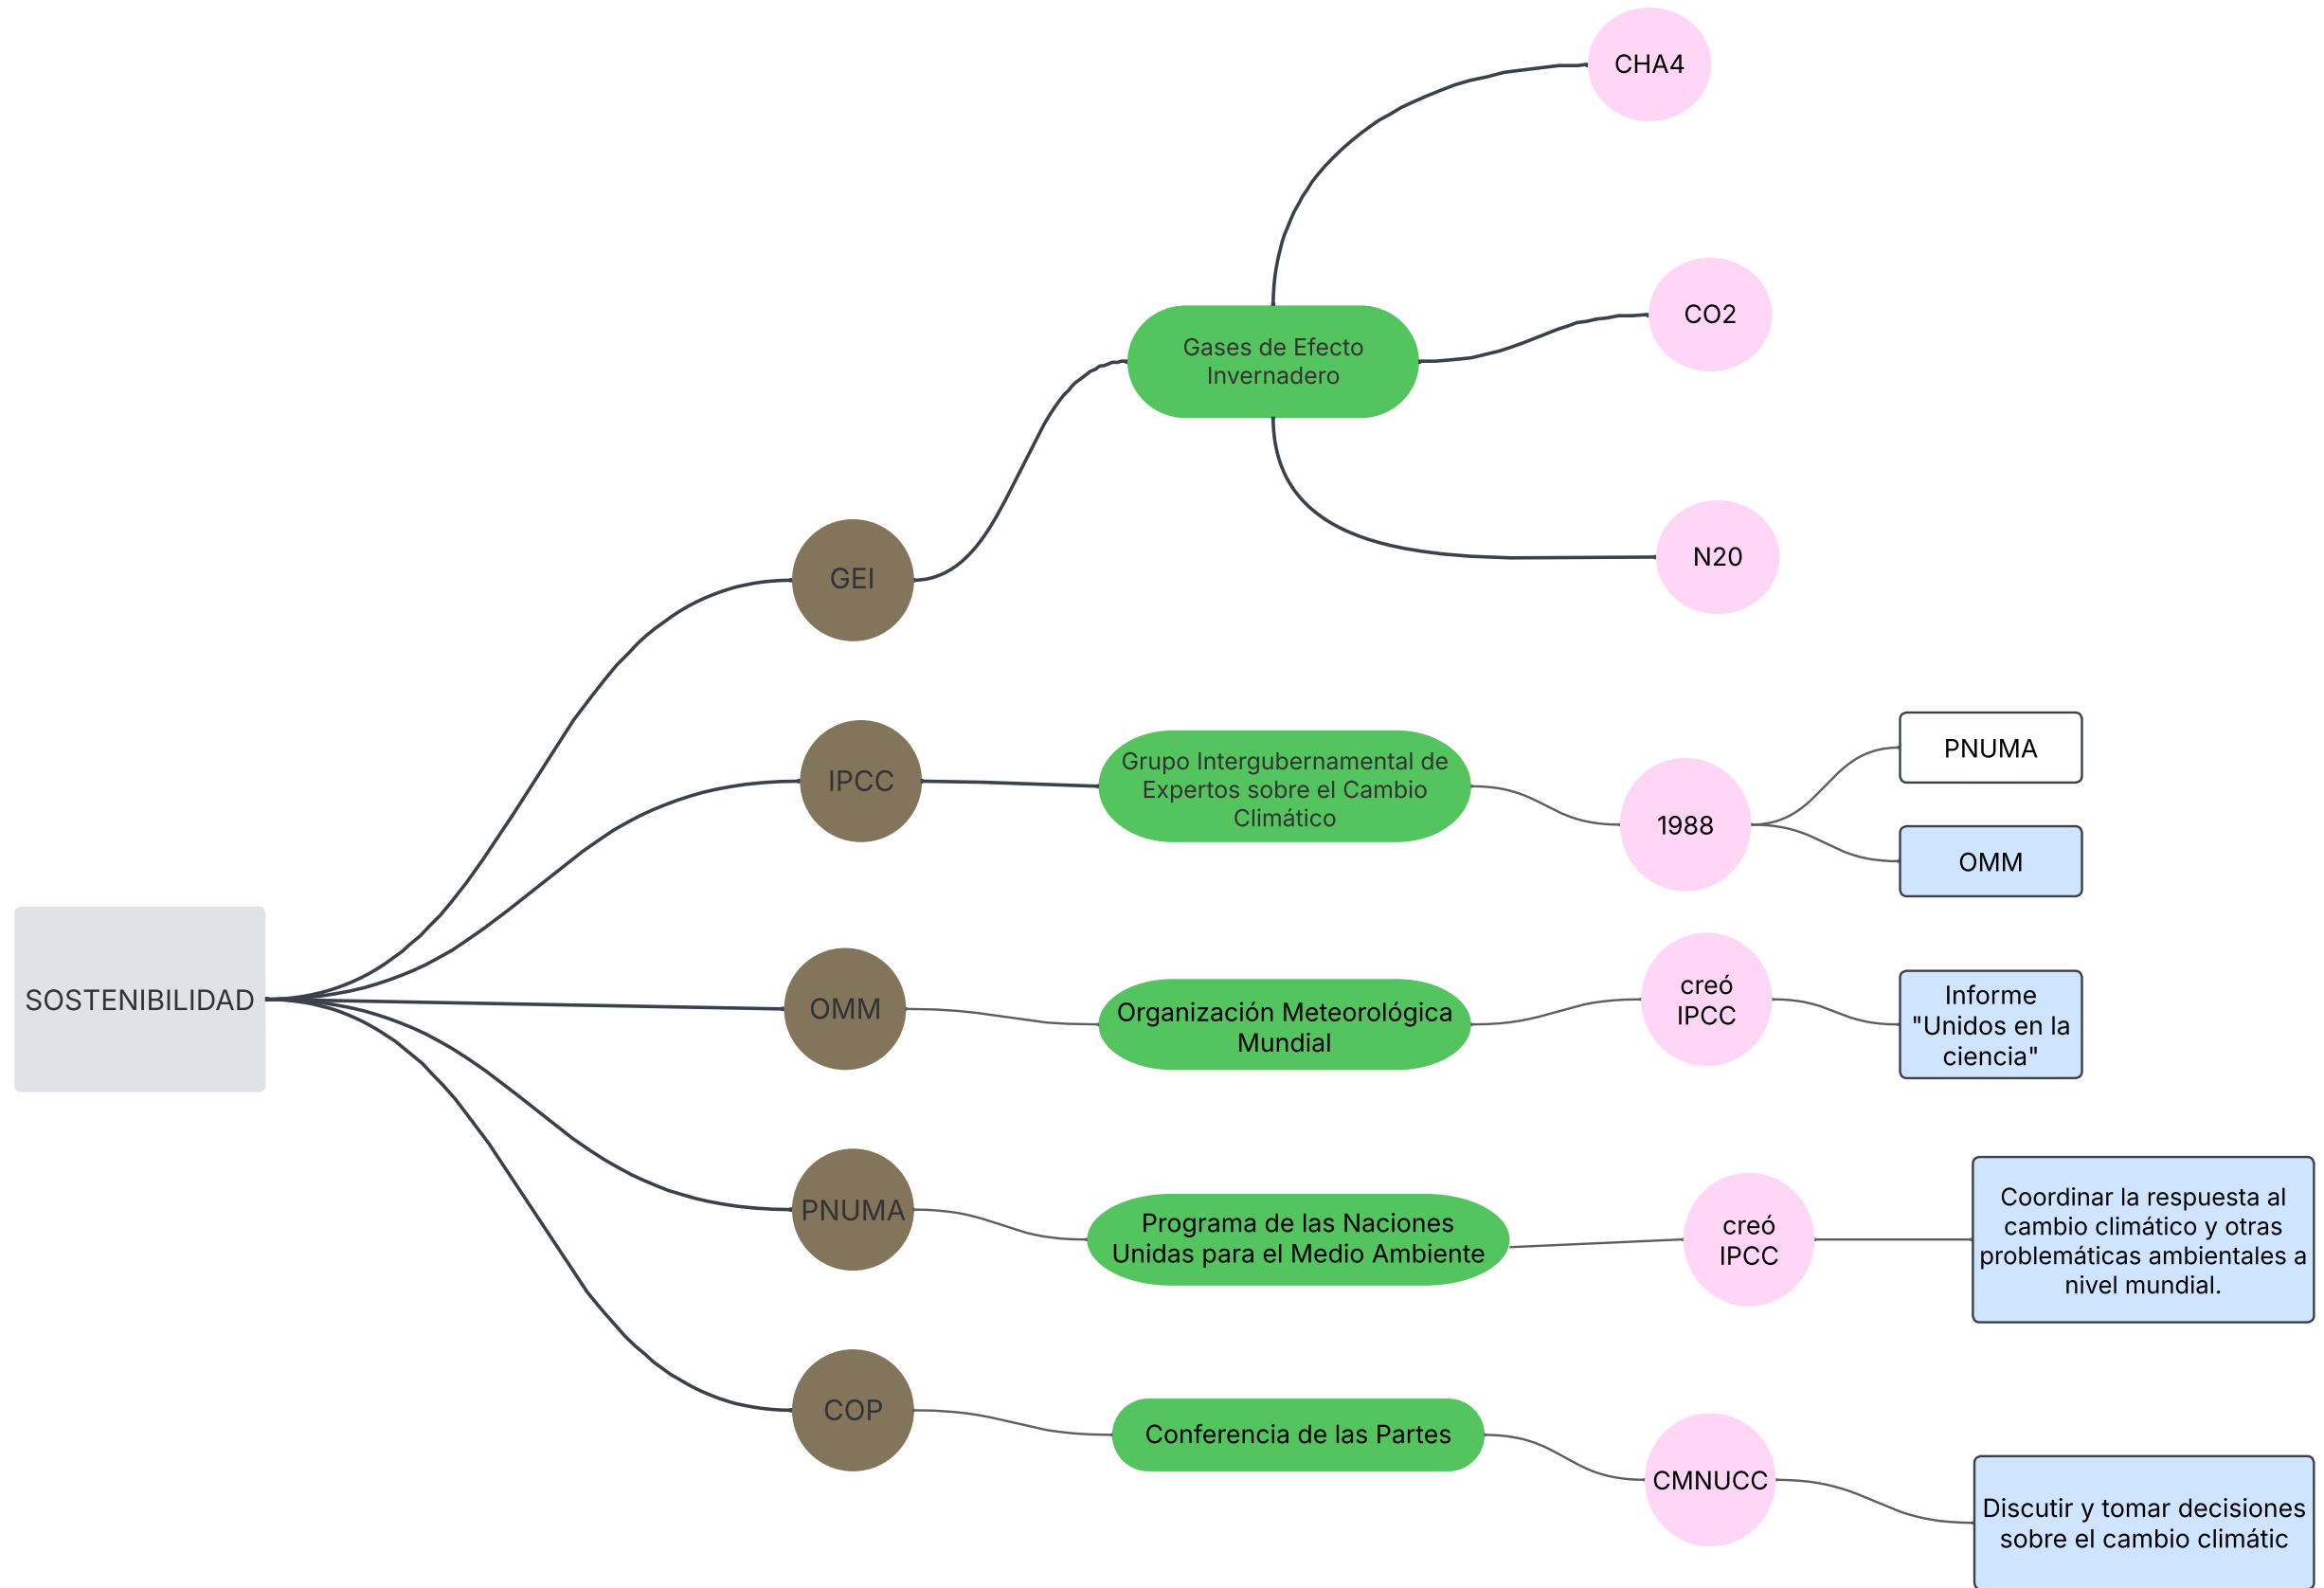 SOSTENIBILIDAD
GEI
Gases de Efecto
Invernadero
CHA4
CO2
N20
IPCC
Grupo Intergubernamental de
Expertos sobre el Cambio
Climático
1988
PNUMA
OMM
OMM
Organización Meteorológica
Mundial
creó
IPCC
Informe
"Unidos en la
ciencia"
PNUMA
Programa de las Naciones
Unidas para el Medio Ambiente
creó
IPCC
Coordinar la respuesta al
cambio climático y otras
problemáticas ambientales a
nivel mundial.
COP
Conferencia de las Partes
CMNUCC
Discutir y tomar decisiones
sobre el cambio climátic